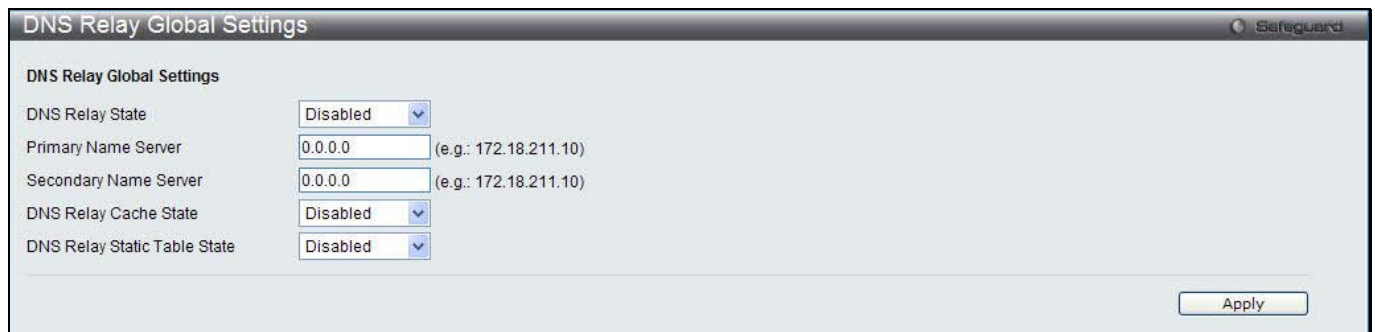 DNS Relay Global Settings
Safeguard
DNS Relay Global Settings
DNS Relay State Disabled
Primary Name Server 0.0.0.0 (e.g.: 172.18.211.10)
Secondary Name Server 0.0.0.0 (e.g.: 172.18.211.10)
DNS Relay Cache State Disabled
DNS Relay Static Table State Disabled
Apply